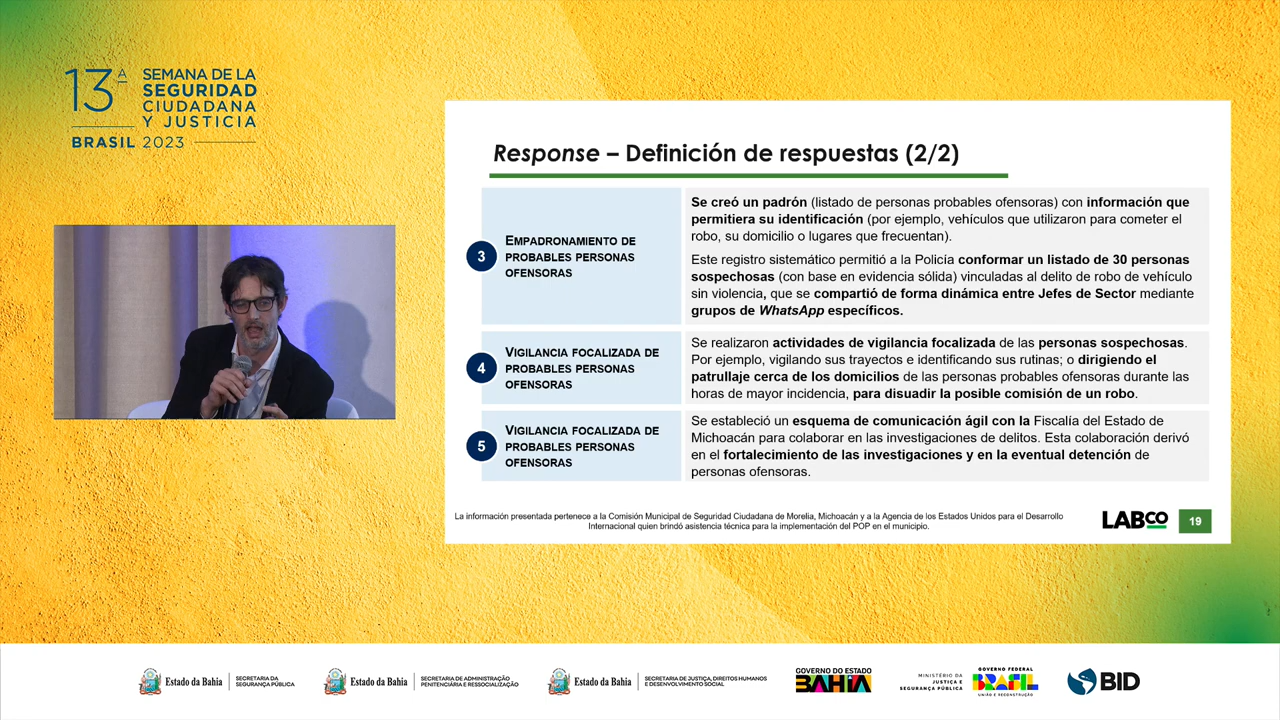 13ᴬ
SEMANA DE LA
SEGURIDAD
CIUDADANA
Y JUSTICIA
BRASIL 2023
Response – Definición de respuestas (2/2)
3
EMPADRONAMIENTO DE
PROBABLES PERSONAS
OFENSORAS
Se creó un padrón (listado de personas probables ofensoras) con información que
permitiera su identificación (por ejemplo, vehículos que utilizaron para cometer el
robo, su domicilio o lugares que frecuentan).
Este registro sistemático permitió a la Policía conformar un listado de 30 personas
sospechosas (con base en evidencia sólida) vinculadas al delito de robo de vehículo
sin violencia, que se compartió de forma dinámica entre Jefes de Sector mediante
grupos de WhatsApp específicos.
4
VIGILANCIA FOCALIZADA DE
PROBABLES PERSONAS
OFENSORAS
Se realizaron actividades de vigilancia focalizada de las personas sospechosas.
Por ejemplo, vigilando sus trayectos e identificando sus rutinas; o dirigiendo el
patrullaje cerca de los domicilios de las personas probables ofensoras durante las
horas de mayor incidencia, para disuadir la posible comisión de un robo.
5
VIGILANCIA FOCALIZADA DE
PROBABLES PERSONAS
OFENSORAS
Se estableció un esquema de comunicación ágil con la Fiscalía del Estado de
Michoacán para colaborar en las investigaciones de delitos. Esta colaboración derivó
en el fortalecimiento de las investigaciones y en la eventual detención de
personas ofensoras.
La información presentada pertenece a la Comisión Municipal de Seguridad Ciudadana de Morelia, Michoacán y a la Agencia de los Estados Unidos para el Desarrollo
Internacional quien brindó asistencia técnica para la implementación del POP en el municipio.
LABCO
19
Estado da Bahia
SECRETARIA DA
SEGURANÇA PÚBLICA
Estado da Bahia
SECRETARIA DE ADMINISTRAÇÃO
PENITENCIÁRIA E RESSOCIALIZAÇÃO
Estado da Bahia
SECRETARIA DE JUSTIÇA, DIREITOS HUMANOS
E DESENVOLVIMENTO SOCIAL
GOVERNO DO ESTADO
BAHIA
MINISTÉRIO DA
JUSTIÇA E
SEGURANÇA PÚBLICA
GOVERNO FEDERAL
BRASIL
UNIÃO E RECONSTRUÇÃO
BID